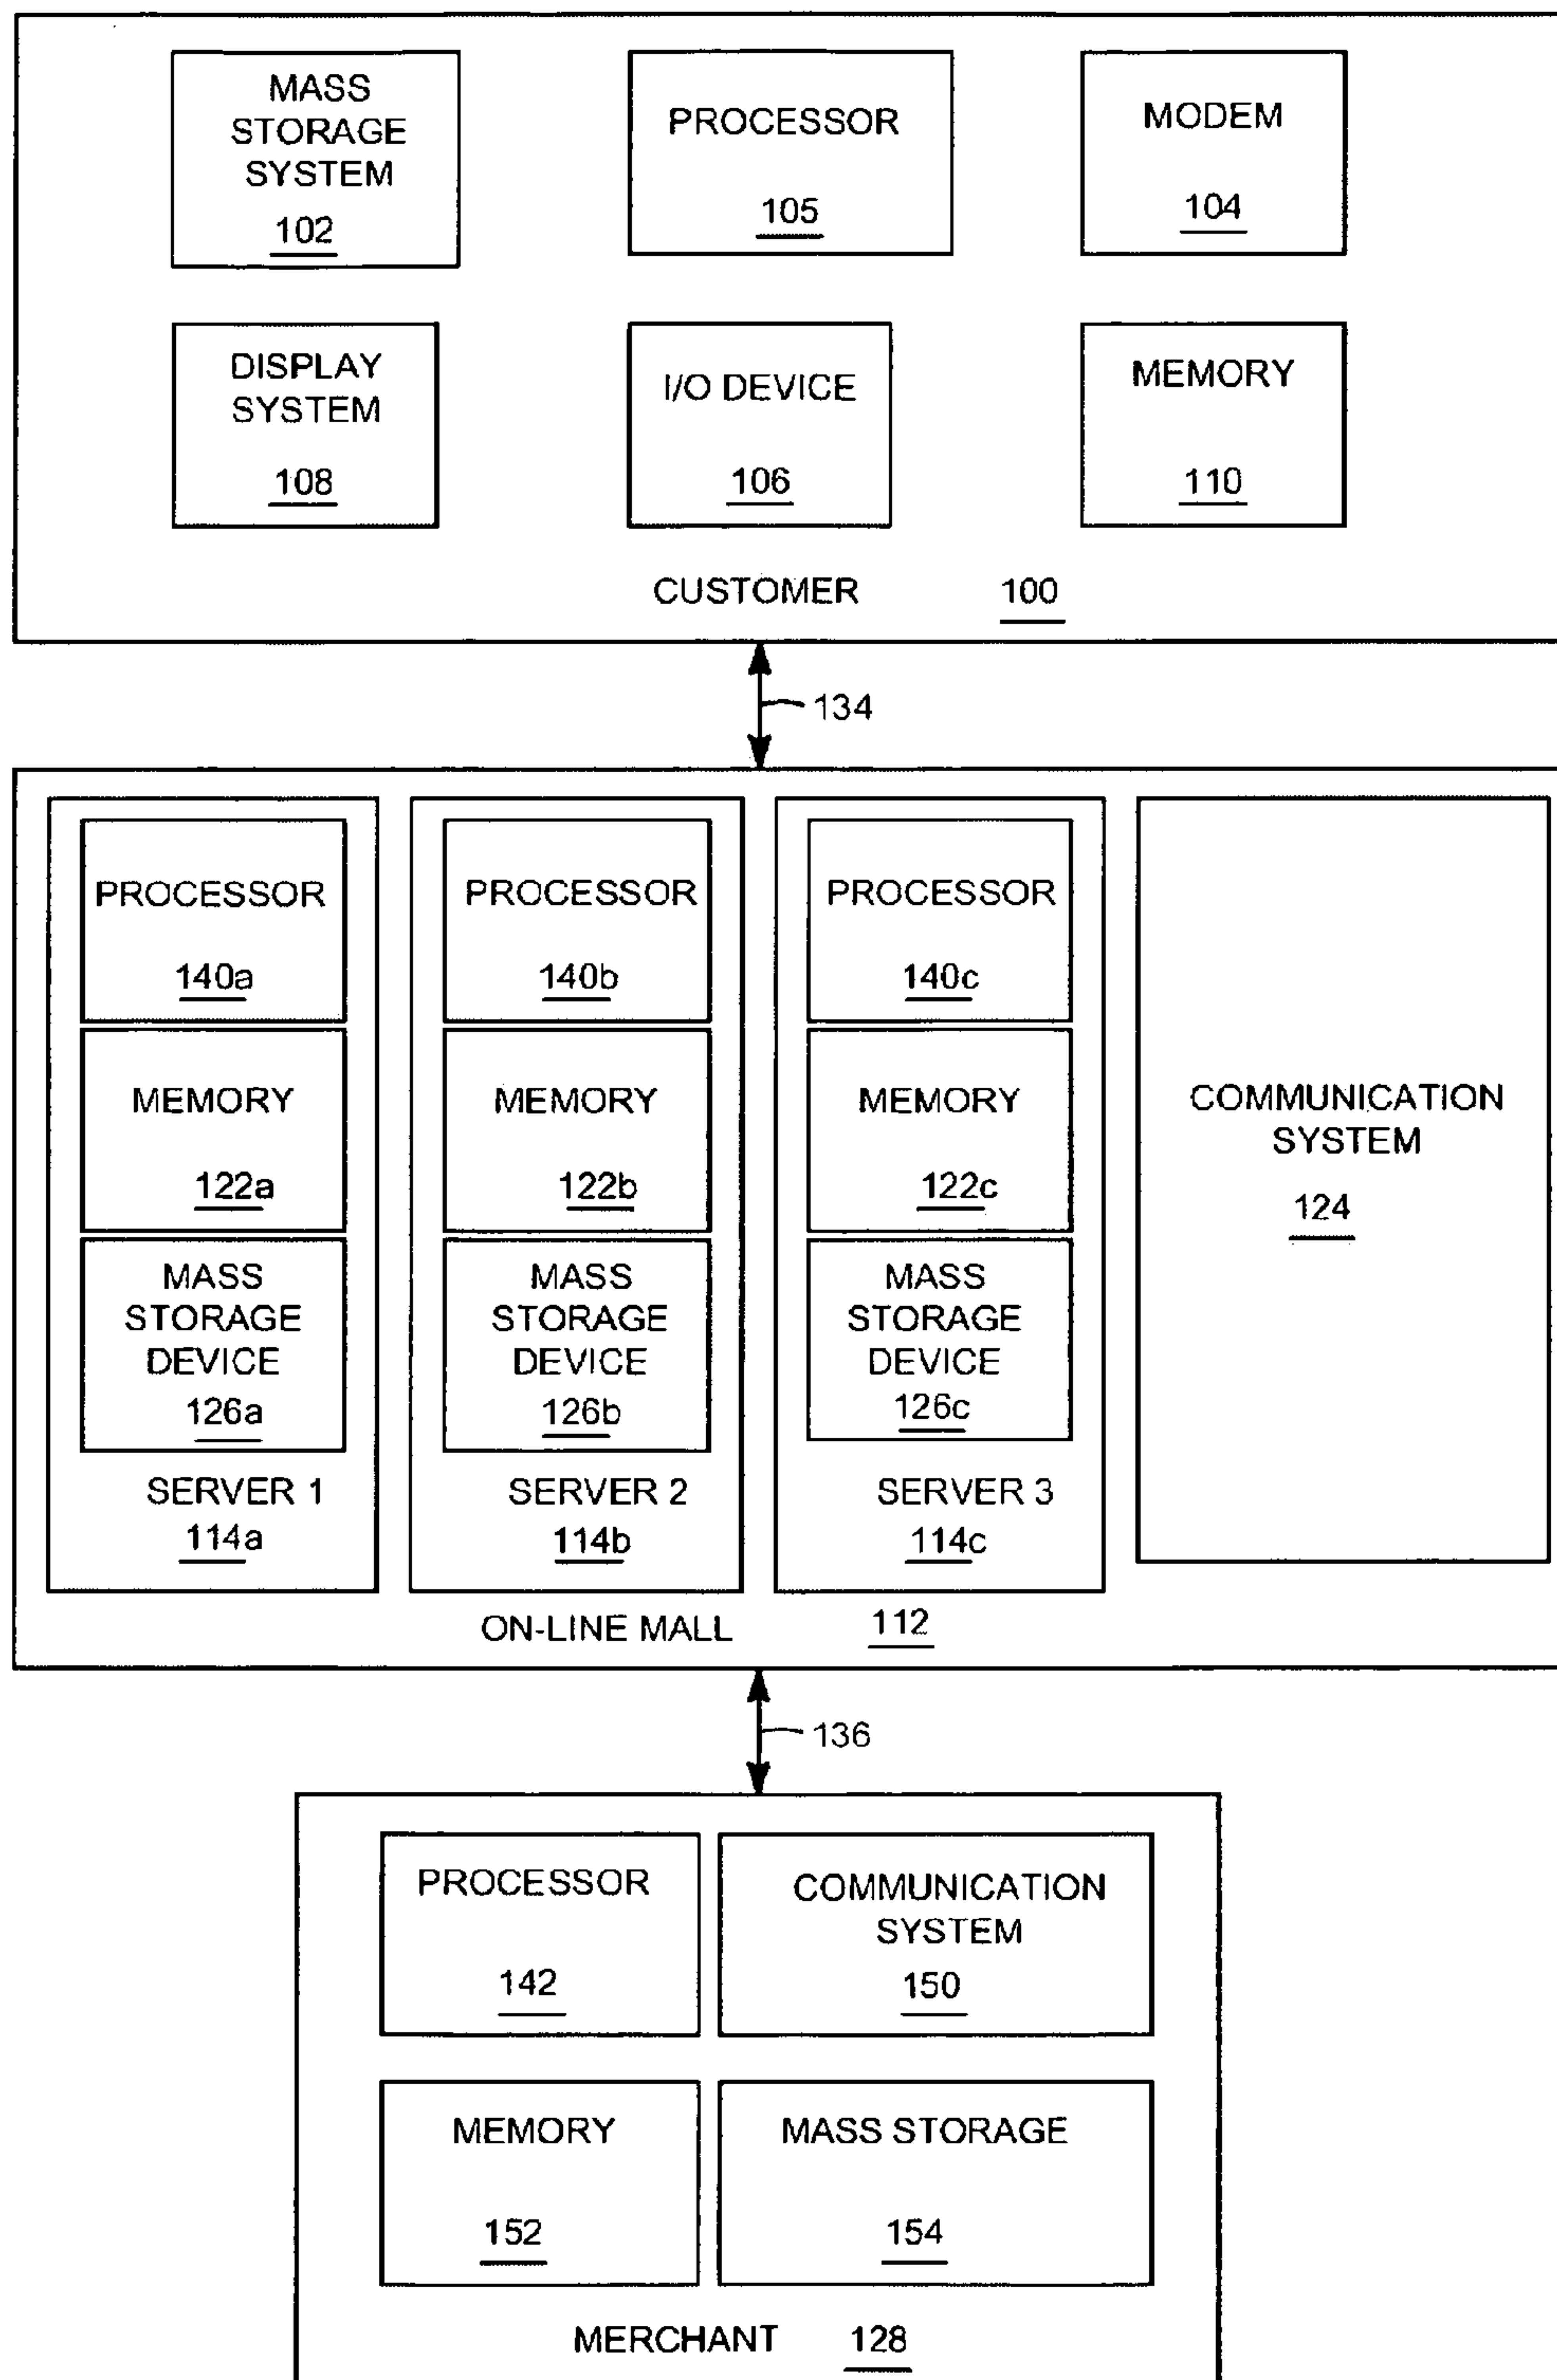 MASS
STORAGE
SYSTEM
102
PROCESSOR
105
MODEM
104
DISPLAY
SYSTEM
108
I/O DEVICE
106
MEMORY
110
CUSTOMER 100
134
PROCESSOR
140a
MEMORY
122a
MASS
STORAGE
DEVICE
126a
SERVER 1
114a
PROCESSOR
140b
MEMORY
122b
MASS
STORAGE
DEVICE
126b
SERVER 2
114b
PROCESSOR
140c
MEMORY
122c
MASS
STORAGE
DEVICE
126c
SERVER 3
114c
COMMUNICATION
SYSTEM
124
ON-LINE MALL 112
136
PROCESSOR
142
COMMUNICATION
SYSTEM
150
MEMORY
152
MASS STORAGE
154
MERCHANT 128